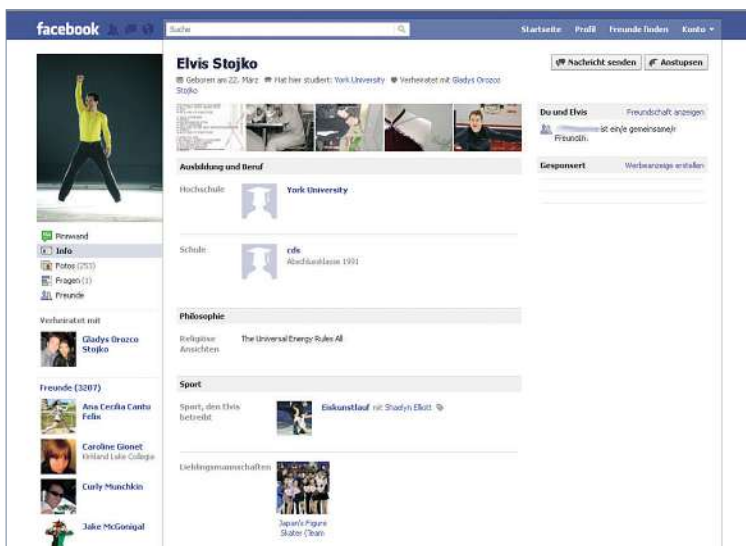 facebook
Suche
Startseite Profil Freunde finden Konto
Elvis Stojko
Geboren am 22. März Hat hier studiert: York University Verheiratet mit Gladys Orozco
Stojko
Nachricht senden Anstupsen
Pinnwand
Info
Fotos (253)
Fragen (1)
Freunde
Verheiratet mit
Gladys Orozco
Stojko
Freunde (3207)
Ana Cecilia Cantu
Felix
Caroline Gionet
Kirkland Lake Collegia
Curly Munchkin
Jake McGonigal
Ausbildung und Beruf
Hochschule York University
Schule cds
Abschlussklasse 1991
Philosophie
Religiöse
Ansichten
The Universal Energy Rules All
Sport
Sport, den Elvis
betreibt
Eiskunstlauf mit Shaelyn Elliott
Lieblingsmannschaften
Japan's Figure
Skater (Team
Du und Elvis Freundschaft anzeigen
ist ein/e gemeinsame/r
Freund/in.
Gesponsert Werbeanzeige erstellen